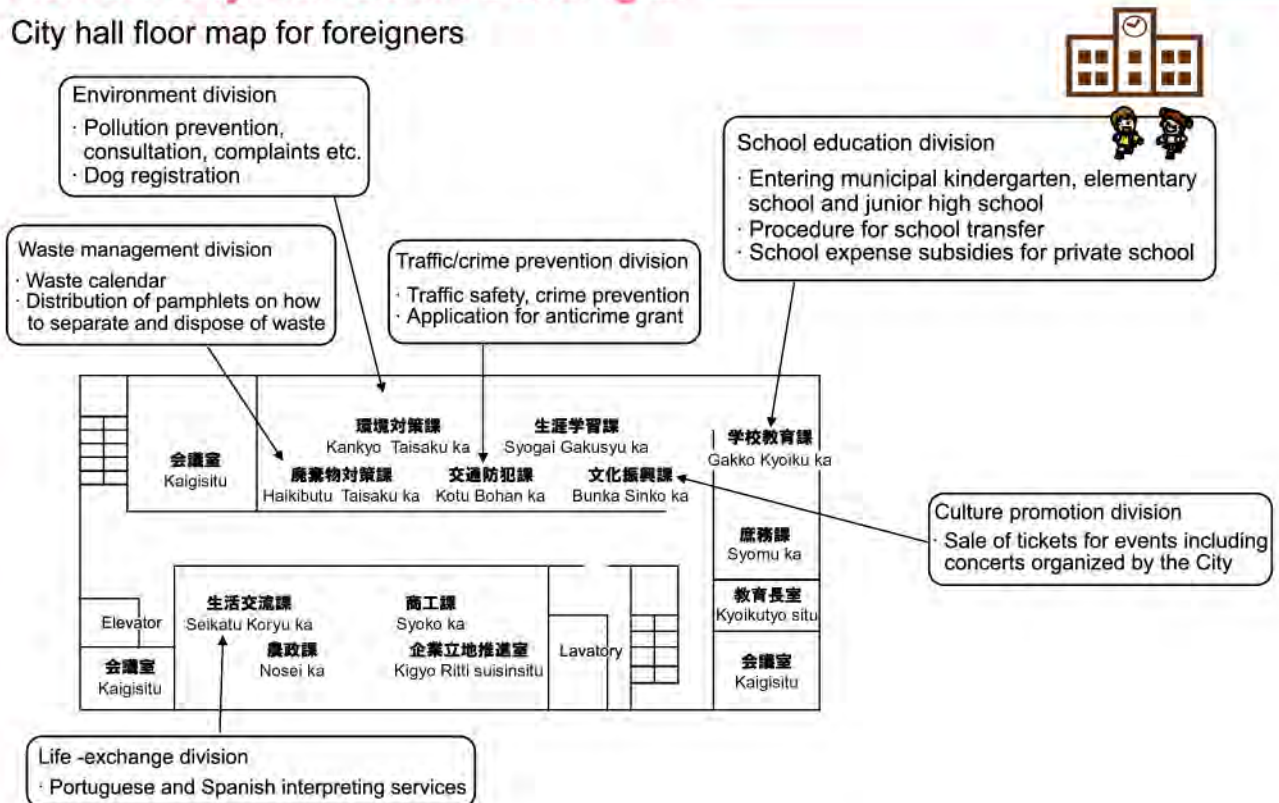 City hall floor map for foreigners
Environment division
· Pollution prevention,
consultation, complaints etc.
· Dog registration
School education division
· Entering municipal kindergarten, elementary
school and junior high school
· Procedure for school transfer
· School expense subsidies for private school
Waste management division
· Waste calendar
· Distribution of pamphlets on how
to separate and dispose of waste
Traffic/crime prevention division
· Traffic safety, crime prevention
· Application for anticrime grant
環境対策課
Kankyo Taisaku ka
生涯学習課
Syogai Gakusyu ka
学校教育課
Gakko Kyoiku ka
会議室
Kaigisitu
廃棄物対策課
Haikibutu Taisaku ka
交通防犯課
Kotu Bohan ka
文化振興課
Bunka Sinko ka
Culture promotion division
· Sale of tickets for events including
concerts organized by the City
庶務課
Syomu ka
教育長室
Kyoikutyo situ
会議室
Kaigisitu
Elevator
会議室
Kaigisitu
生活交流課
Seikatu Koryu ka
商工課
Syoko ka
農政課
Nosei ka
企業立地推進室
Kigyo Ritti suisinsitu
Lavatory
Life -exchange division
· Portuguese and Spanish interpreting services